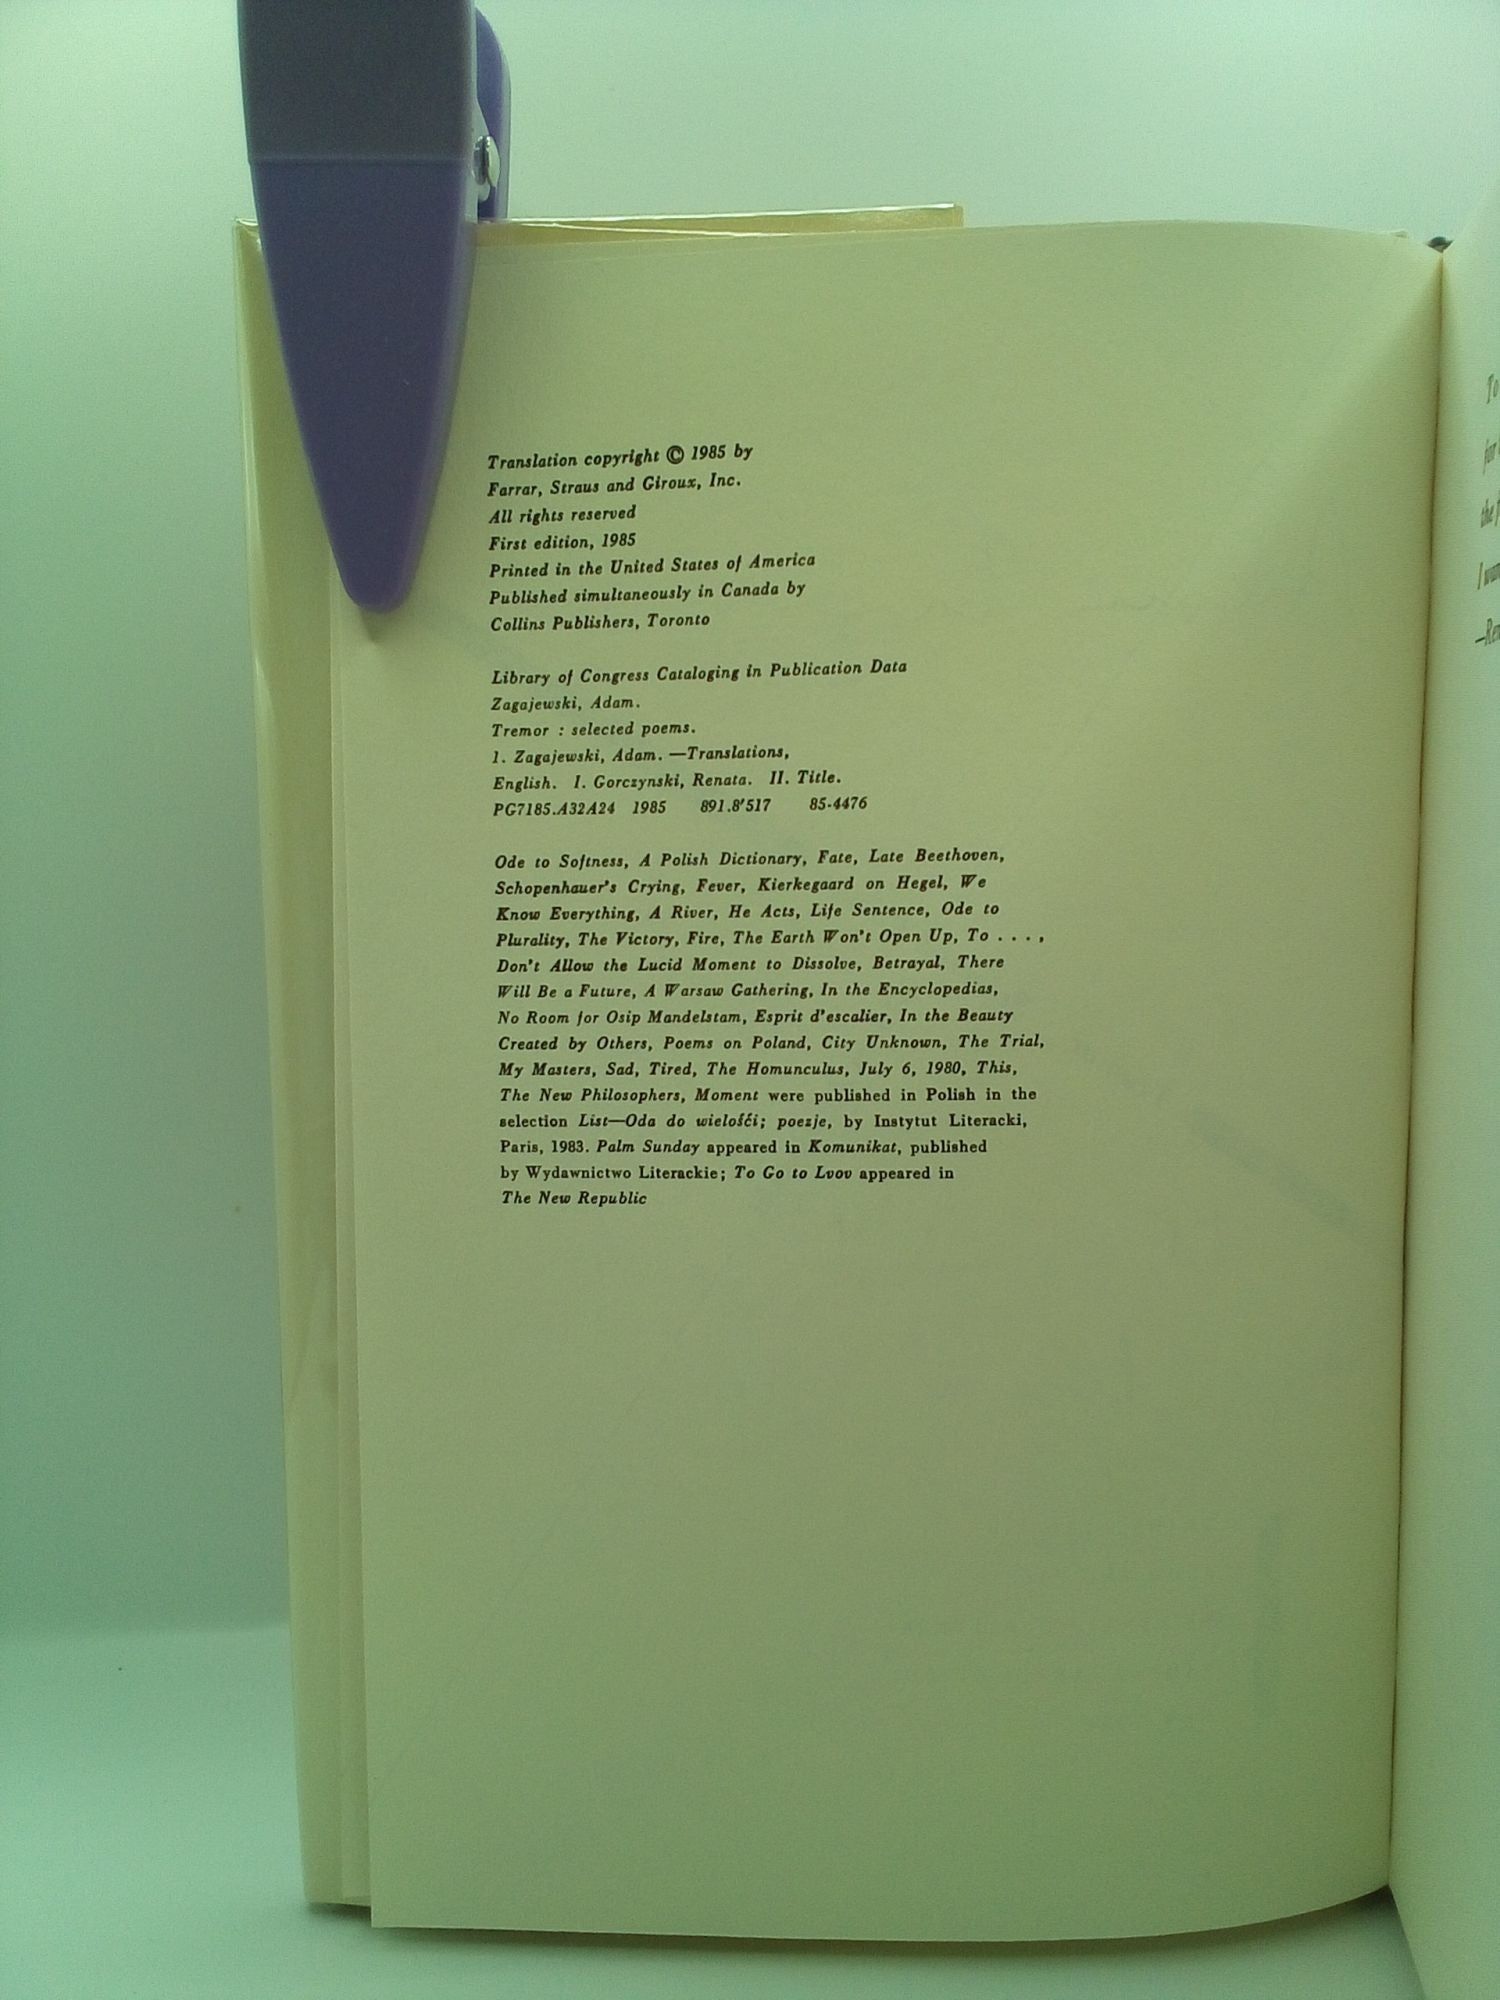 Translation copyright © 1985 by
Farrar, Straus and Giroux, Inc.
All rights reserved
First edition, 1985
Printed in the United States of America
Published simultaneously in Canada by
Collins Publishers, Toronto
Library of Congress Cataloging in Publication Data
Zagajewski, Adam.
Tremor : selected poems.
1. Zagajewski, Adam. —Translations,
English. I. Gorczynski, Renata. II. Title.
PG7185.A32A24 1985 891.8'517 85-4476
Ode to Softness, A Polish Dictionary, Fate, Late Beethoven,
Schopenhauer's Crying, Fever, Kierkegaard on Hegel, We
Know Everything, A River, He Acts, Life Sentence, Ode to
Plurality, The Victory, Fire, The Earth Won't Open Up, To . . . ,
Don't Allow the Lucid Moment to Dissolve, Betrayal, There
Will Be a Future, A Warsaw Gathering, In the Encyclopedias,
No Room for Osip Mandelstam, Esprit d'escalier, In the Beauty
Created by Others, Poems on Poland, City Unknown, The Trial,
My Masters, Sad, Tired, The Homunculus, July 6, 1980, This,
The New Philosophers, Moment were published in Polish in the
selection List—Oda do wielośći; poezje, by Instytut Literacki,
Paris, 1983. Palm Sunday appeared in Komunikat, published
by Wydawnictwo Literackie; To Go to Lvov appeared in
The New Republic
To
for
the
I